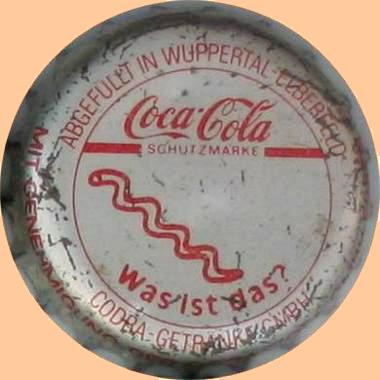 ABGEFÜLLT IN WUPPERTAL-ELBERFELD
Coca-Cola
SCHUTZMARKE
Was ist das?
CODRA-GETRÄNKE GMBH
MIT GENEHMIGUNG